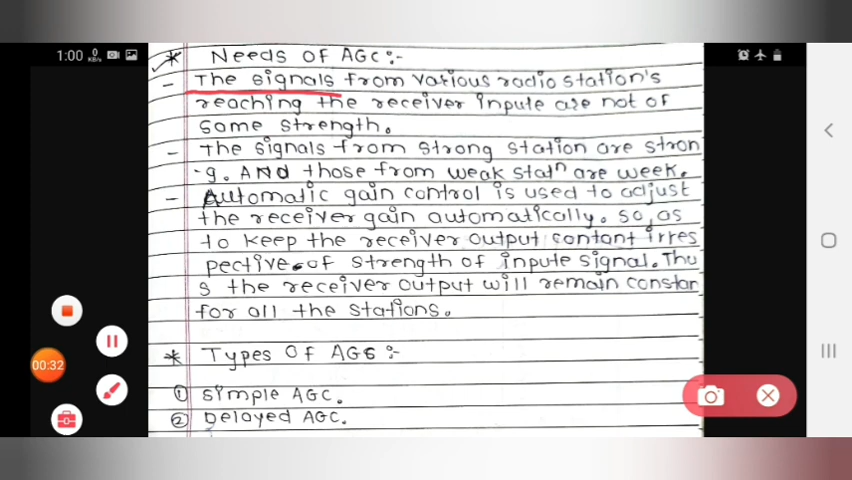 1:00 0 KB/s
* Needs of AGC :-
- The signals from various radio station's
reaching the receiver inpute are not of
some strength.
- The signals from strong station are stron
-g. AND those from weak statn are week.
- Automatic gain control is used to adjust
the receiver gain automatically. so, as
to keep the receiver output contant irres
pective of strength of inpute signal. Thu
s the receiver output will remain constan
for all the stations.
* Types Of AGC :-
① simple AGC.
② Delayed AGC.
00:32